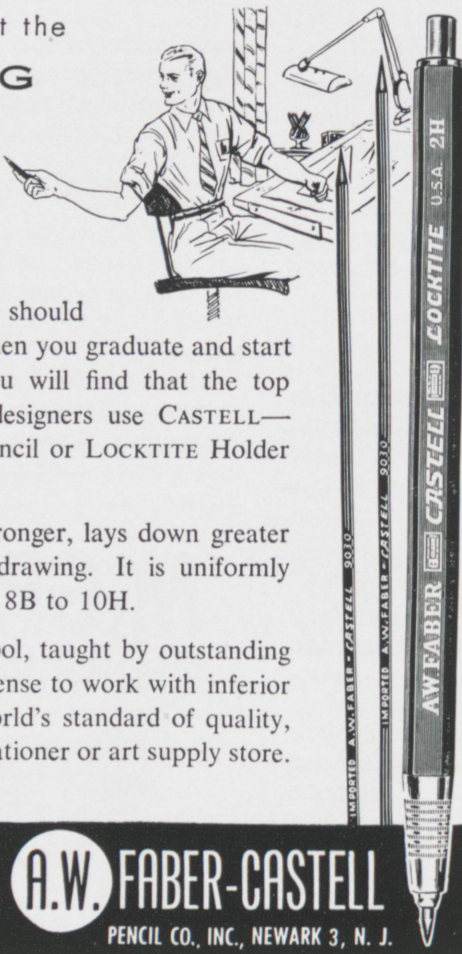 t the
G
should
en you graduate and start
u will find that the top
designers use CASTELL—
ncil or LOCKTITE Holder
ronger, lays down greater
drawing. It is uniformly
8B to 10H.
ol, taught by outstanding
ense to work with inferior
orld's standard of quality,
ationer or art supply store.
IMPORTED A.W.FABER-CASTELL 9030
IMPORTED A.W.FABER-CASTELL 9030
A.W.FABER CASTELL LOCKTITE U.S.A. 2H
A.W. FABER-CASTELL
PENCIL CO., INC., NEWARK 3, N. J.